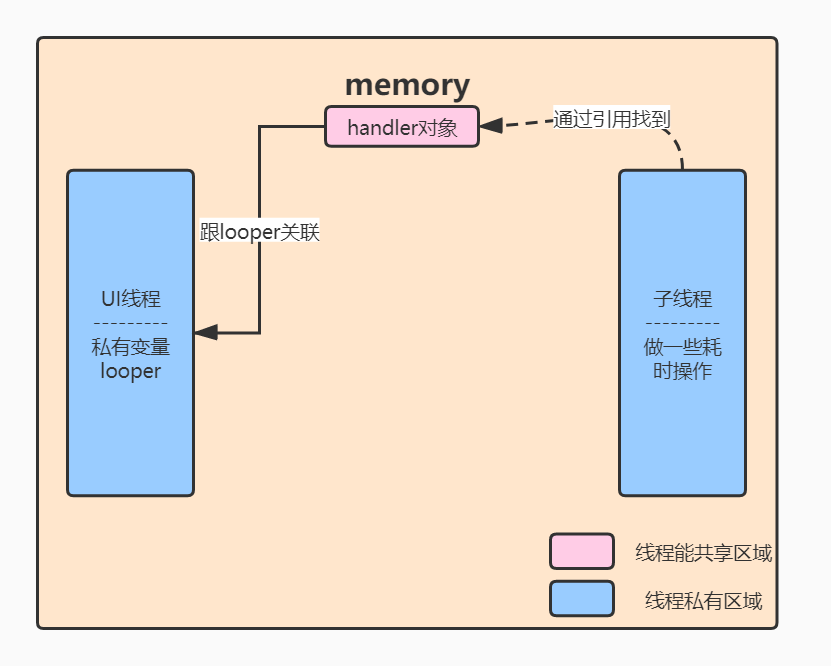 memory
handler对象
通过引用找到
跟looper关联
UI线程
---------
私有变量
looper
子线程
---------
做一些耗
时操作
线程能共享区域
线程私有区域